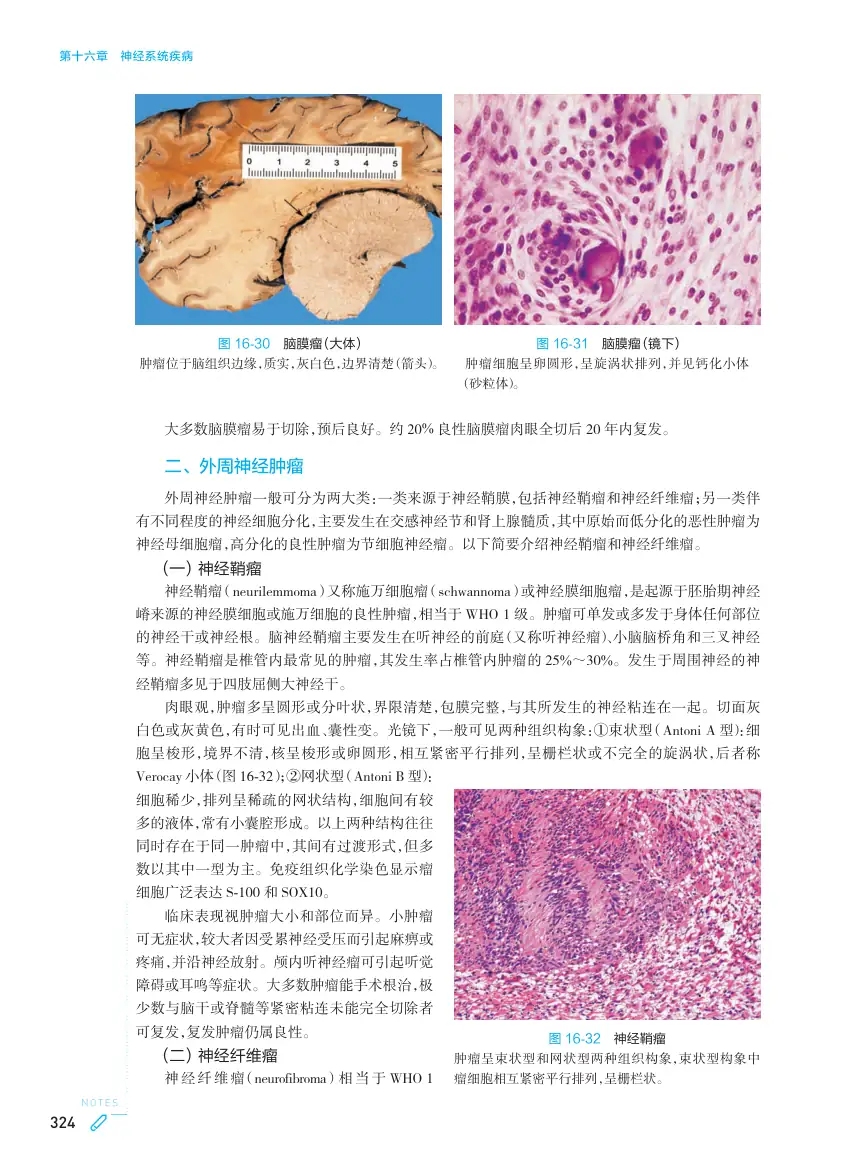 第十六章 神经系统疾病
0 1 2 3 4 5
图 16-30 脑膜瘤(大体)
肿瘤位于脑组织边缘,质实,灰白色,边界清楚(箭头)。
图 16-31 脑膜瘤(镜下)
肿瘤细胞呈卵圆形,呈旋涡状排列,并见钙化小体
(砂粒体)。
大多数脑膜瘤易于切除,预后良好。约 20% 良性脑膜瘤肉眼全切后 20 年内复发。
二、外周神经肿瘤
外周神经肿瘤一般可分为两大类:一类来源于神经鞘膜,包括神经鞘瘤和神经纤维瘤;另一类伴
有不同程度的神经细胞分化,主要发生在交感神经节和肾上腺髓质,其中原始而低分化的恶性肿瘤为
神经母细胞瘤,高分化的良性肿瘤为节细胞神经瘤。以下简要介绍神经鞘瘤和神经纤维瘤。
(一)神经鞘瘤
神经鞘瘤(neurilemmoma)又称施万细胞瘤(schwannoma)或神经膜细胞瘤,是起源于胚胎期神经
嵴来源的神经膜细胞或施万细胞的良性肿瘤,相当于 WHO 1 级。肿瘤可单发或多发于身体任何部位
的神经干或神经根。脑神经鞘瘤主要发生在听神经的前庭(又称听神经瘤)、小脑脑桥角和三叉神经
等。神经鞘瘤是椎管内最常见的肿瘤,其发生率占椎管内肿瘤的 25%~30%。发生于周围神经的神
经鞘瘤多见于四肢屈侧大神经干。
肉眼观,肿瘤多呈圆形或分叶状,界限清楚,包膜完整,与其所发生的神经粘连在一起。切面灰
白色或灰黄色,有时可见出血、囊性变。光镜下,一般可见两种组织构象:①束状型(Antoni A 型):细
胞呈梭形,境界不清,核呈梭形或卵圆形,相互紧密平行排列,呈栅栏状或不完全的旋涡状,后者称
Verocay 小体(图 16-32);②网状型(Antoni B 型):
细胞稀少,排列呈稀疏的网状结构,细胞间有较
多的液体,常有小囊腔形成。以上两种结构往往
同时存在于同一肿瘤中,其间有过渡形式,但多
数以其中一型为主。免疫组织化学染色显示瘤
细胞广泛表达 S-100 和 SOX10。
临床表现视肿瘤大小和部位而异。小肿瘤
可无症状,较大者因受累神经受压而引起麻痹或
疼痛,并沿神经放射。颅内听神经瘤可引起听觉
障碍或耳鸣等症状。大多数肿瘤能手术根治,极
少数与脑干或脊髓等紧密粘连未能完全切除者
可复发,复发肿瘤仍属良性。
(二)神经纤维瘤
神经纤维瘤(neurofibroma)相当于 WHO 1
图 16-32 神经鞘瘤
肿瘤呈束状型和网状型两种组织构象,束状型构象中
瘤细胞相互紧密平行排列,呈栅栏状。
NOTES
324